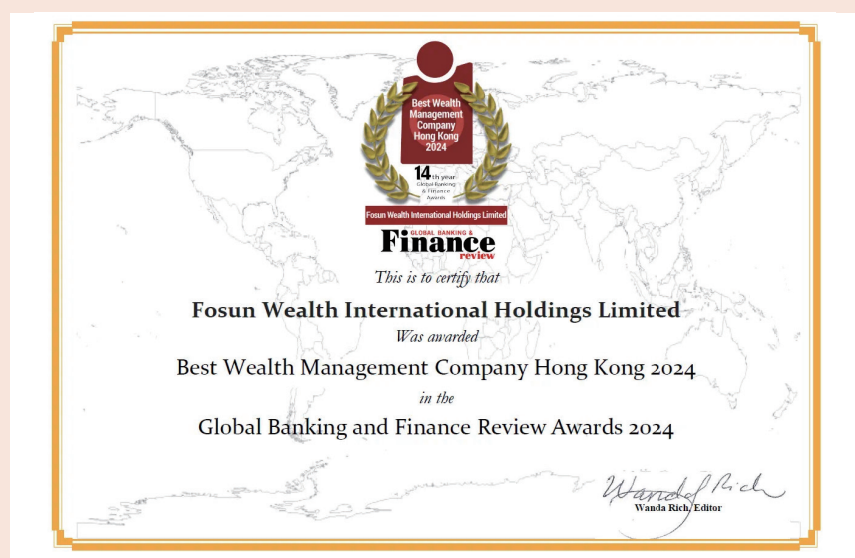 Best Wealth
Management
Company
Hong Kong
2024
14th year
Global Banking
& Finance
Awards
Fosun Wealth International Holdings Limited
GLOBAL BANKING &
Finance
review
This is to certify that
Fosun Wealth International Holdings Limited
Was awarded
Best Wealth Management Company Hong Kong 2024
in the
Global Banking and Finance Review Awards 2024
Wanda Rich
Wanda Rich, Editor